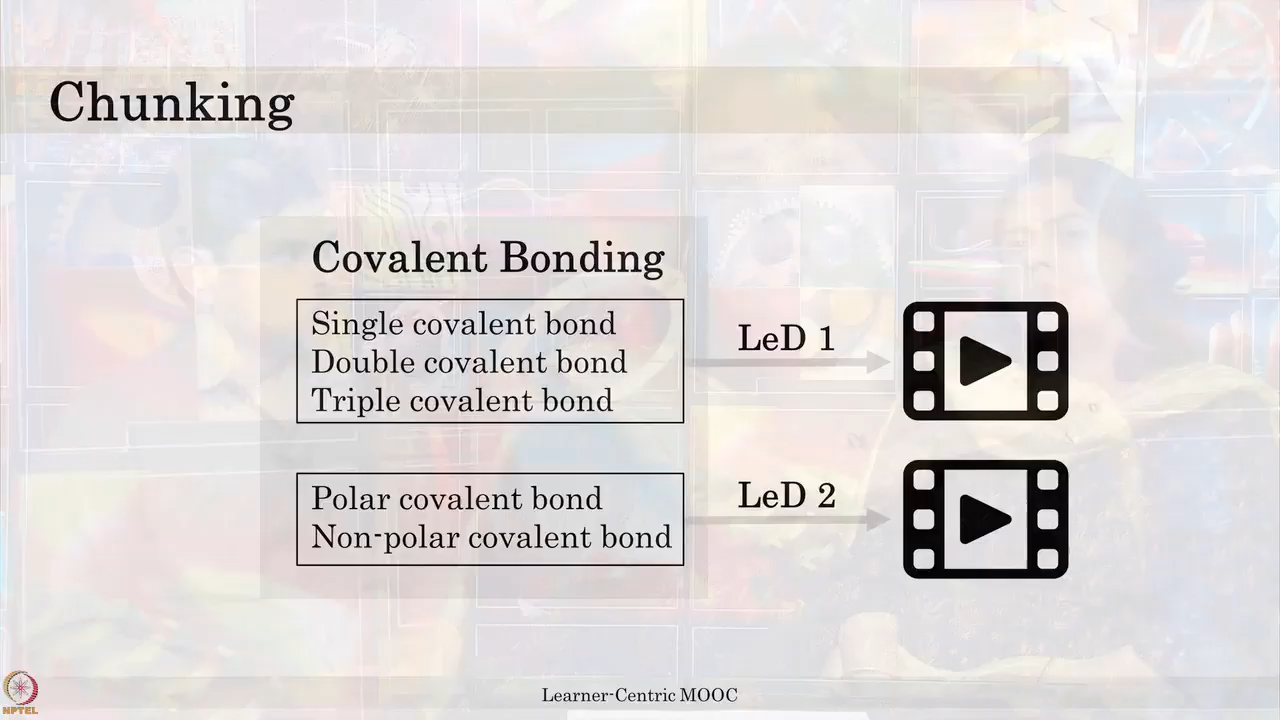 Chunking
Covalent Bonding
Single covalent bond
Double covalent bond
Triple covalent bond
LeD 1
Polar covalent bond
Non-polar covalent bond
LeD 2
Learner-Centric MOOC
NPTEL